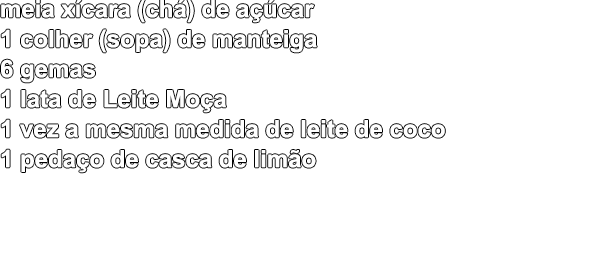 meia xícara (chá) de açúcar
1 colher (sopa) de manteiga
6 gemas
1 lata de Leite Moça
1 vez a mesma medida de leite de coco
1 pedaço de casca de limão